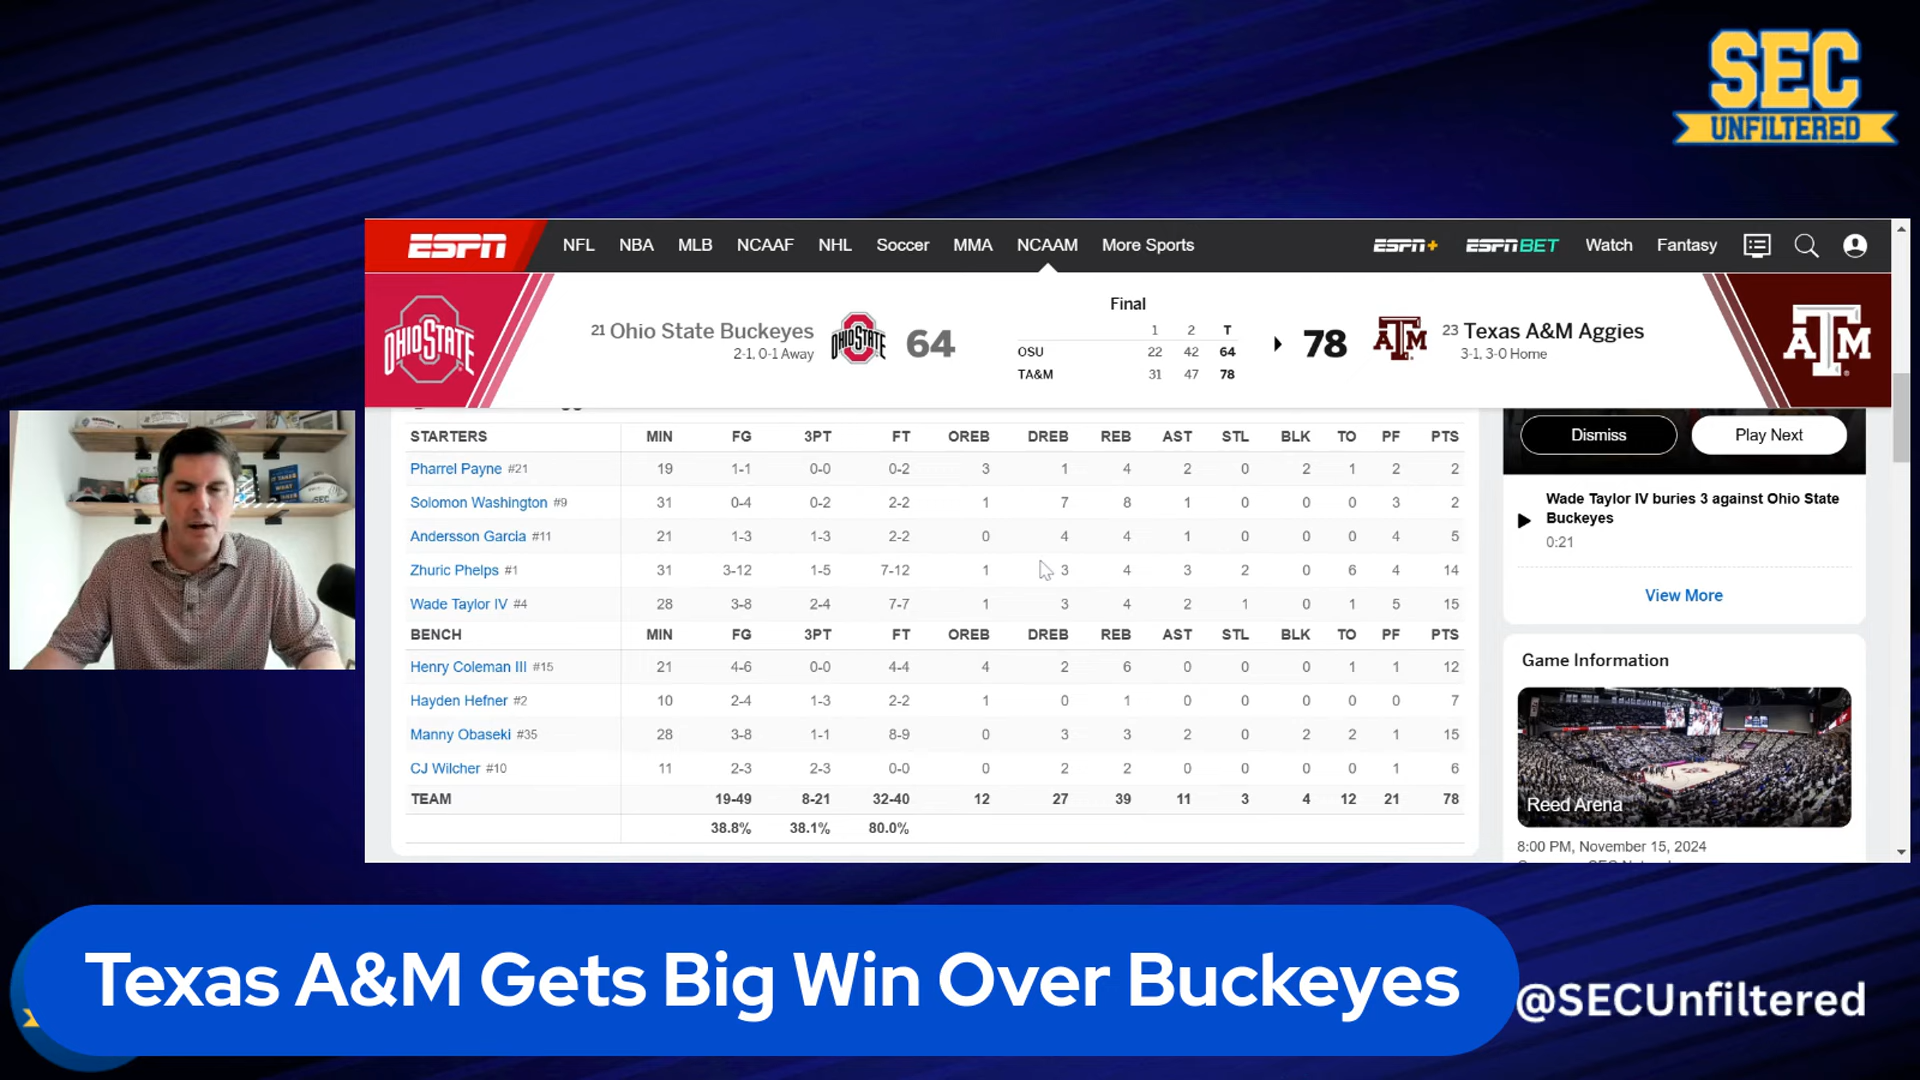 SEC
UNFILTERED
ESPN NFL NBA MLB NCAAF NHL Soccer MMA NCAAM More Sports ESPN+ ESPN BET Watch Fantasy
OHIO STATE
21 Ohio State Buckeyes
2-1, 0-1 Away
OHIO STATE
64
Final
1 2 T
OSU 22 42 64
TA&M 31 47 78
78
ATM
23 Texas A&M Aggies
3-1, 3-0 Home
ATM
STARTERS MIN FG 3PT FT OREB DREB REB AST STL BLK TO PF PTS
Pharrel Payne #21 19 1-1 0-0 0-2 3 1 4 2 0 2 1 2 2
Solomon Washington #9 31 0-4 0-2 2-2 1 7 8 1 0 0 0 3 2
Andersson Garcia #11 21 1-3 1-3 2-2 0 4 4 1 0 0 0 4 5
Zhuric Phelps #1 31 3-12 1-5 7-12 1 3 4 3 2 0 6 4 14
Wade Taylor IV #4 28 3-8 2-4 7-7 1 3 4 2 1 0 1 5 15
BENCH MIN FG 3PT FT OREB DREB REB AST STL BLK TO PF PTS
Henry Coleman III #15 21 4-6 0-0 4-4 4 2 6 0 0 0 1 1 12
Hayden Hefner #2 10 2-4 1-3 2-2 1 0 1 0 0 0 0 0 7
Manny Obaseki #35 28 3-8 1-1 8-9 0 3 3 2 0 2 2 1 15
CJ Wilcher #10 11 2-3 2-3 0-0 0 2 2 0 0 0 0 1 6
TEAM 19-49 8-21 32-40 12 27 39 11 3 4 12 21 78
38.8% 38.1% 80.0%
Dismiss Play Next
Wade Taylor IV buries 3 against Ohio State
Buckeyes
0:21
View More
Game Information
Reed Arena
8:00 PM, November 15, 2024
IT TAKES
WHAT
SEC
Texas A&M Gets Big Win Over Buckeyes
@SECUnfiltered